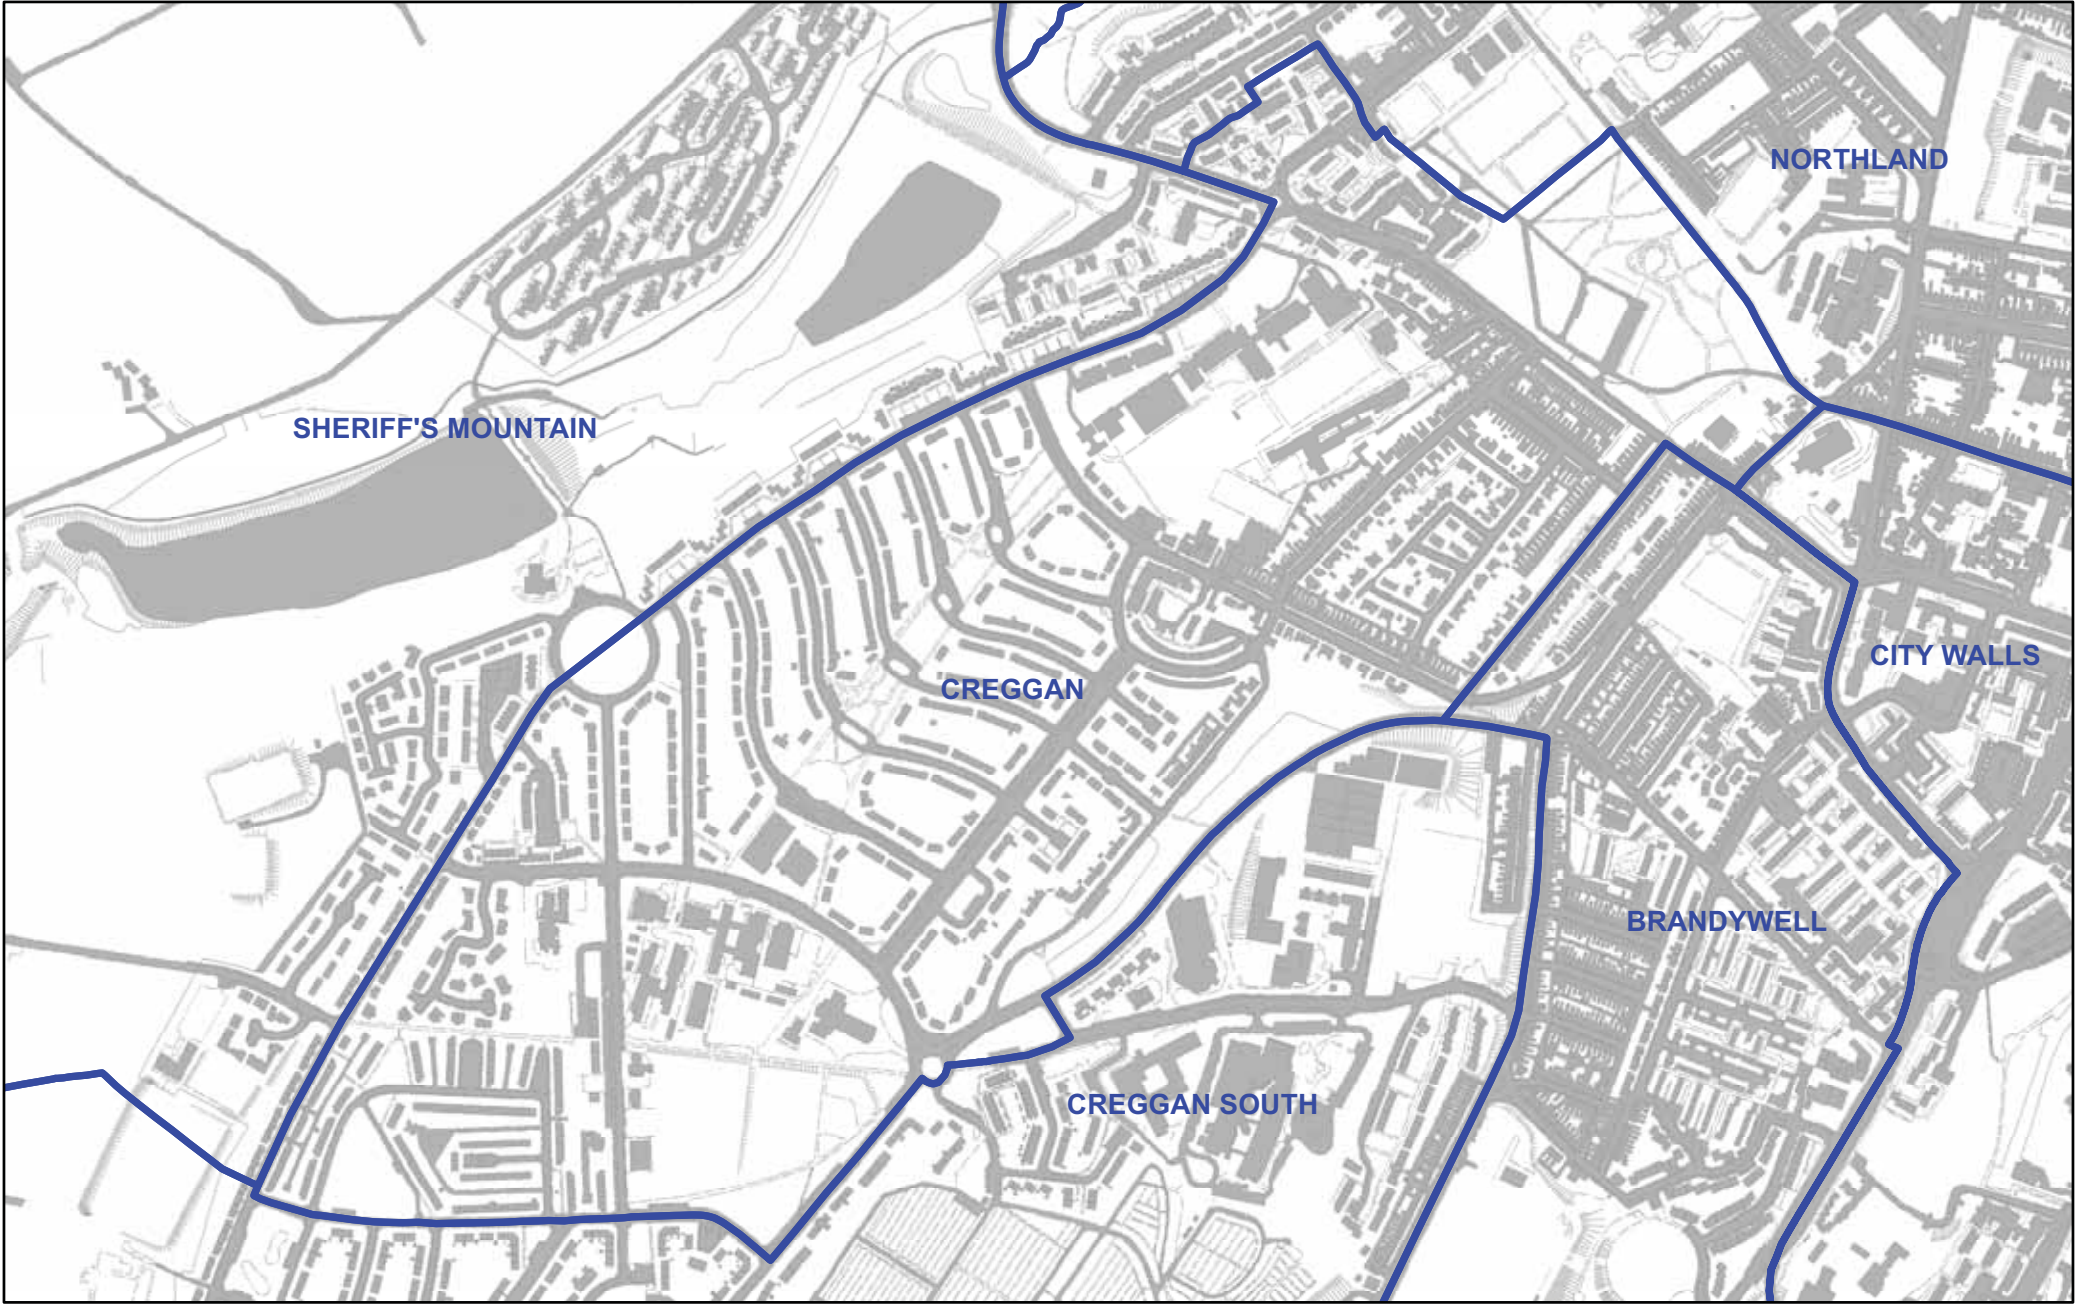 NORTHLAND
SHERIFF'S MOUNTAIN
CITY WALLS
CREGGAN
BRANDYWELL
CREGGAN SOUTH